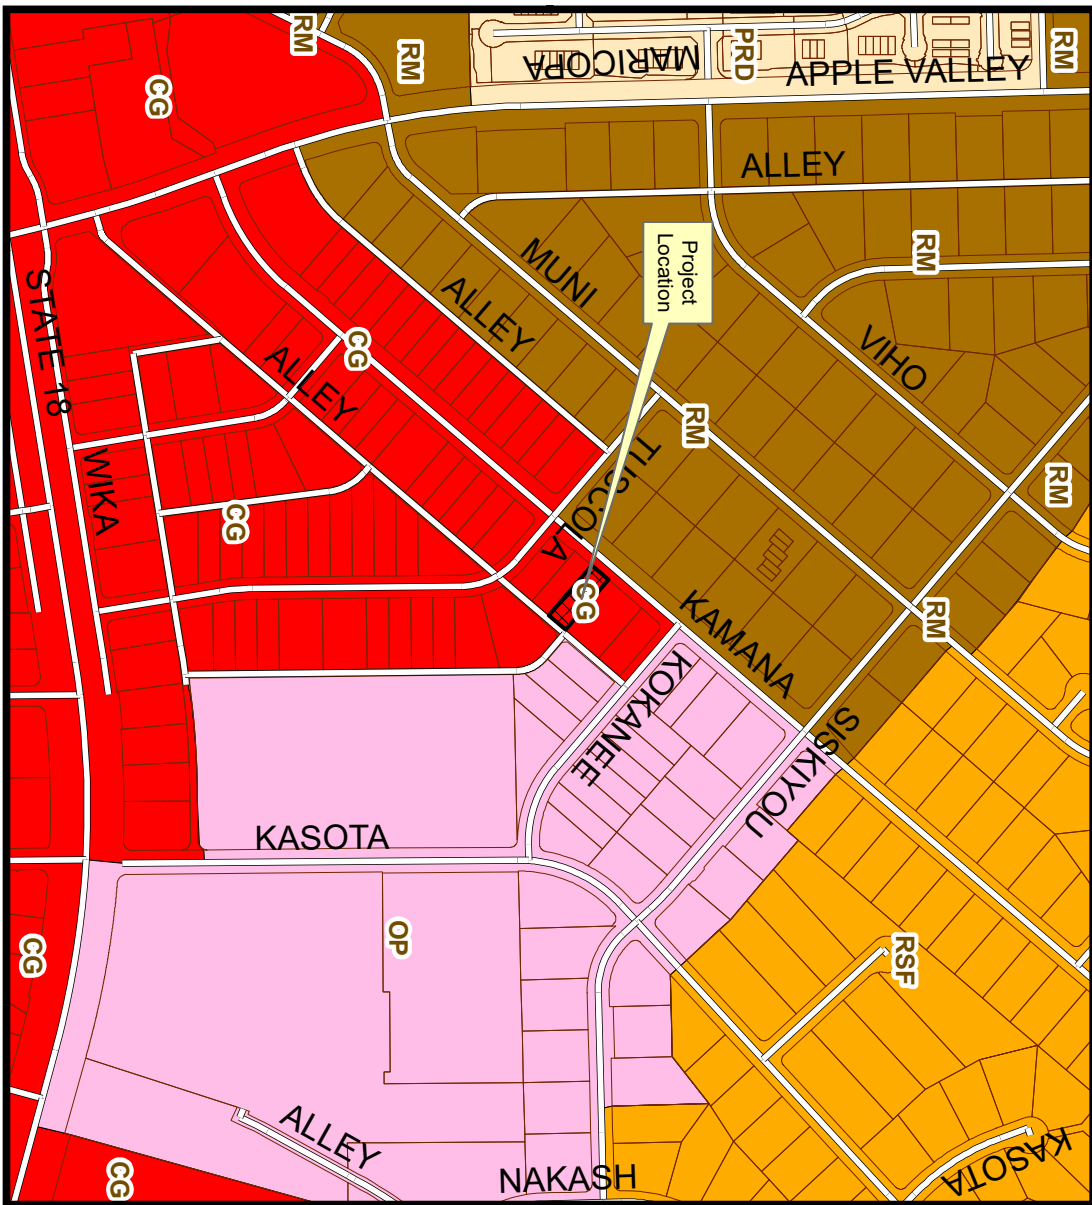 RM
RM
MARICOPA
PRD
APPLE VALLEY
RM
CG
ALLEY
Project
Location
RM
MUNI
ALLEY
STATE 18
CG
ALLEY
VIHO
RM
TUSCOLA
RM
WIKA
CG
CG
KAMANA
RM
KOKANEE
SISKIYOU
KASOTA
OP
RSF
CG
ALLEY
KASOTA
CG
NAKASH